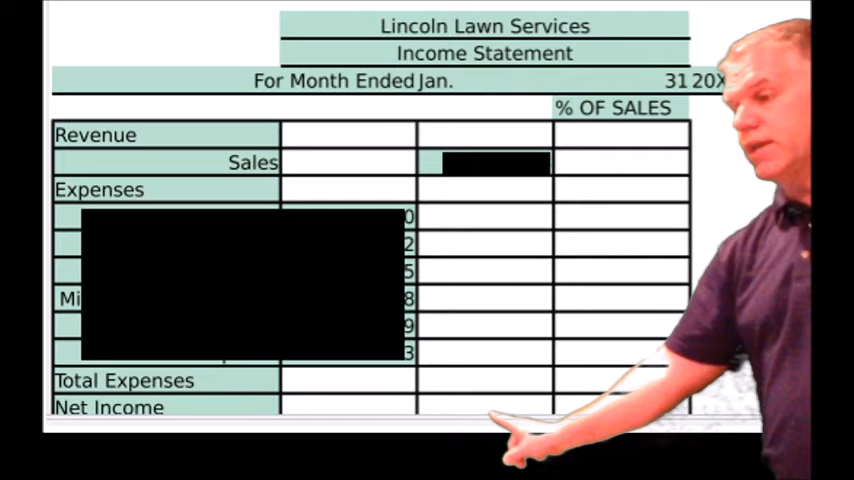 Lincoln Lawn Services
Income Statement
For Month Ended Jan. 31 20X
% OF SALES
Revenue
Sales
Expenses
0
2
5
Mi 8
9
3
Total Expenses
Net Income